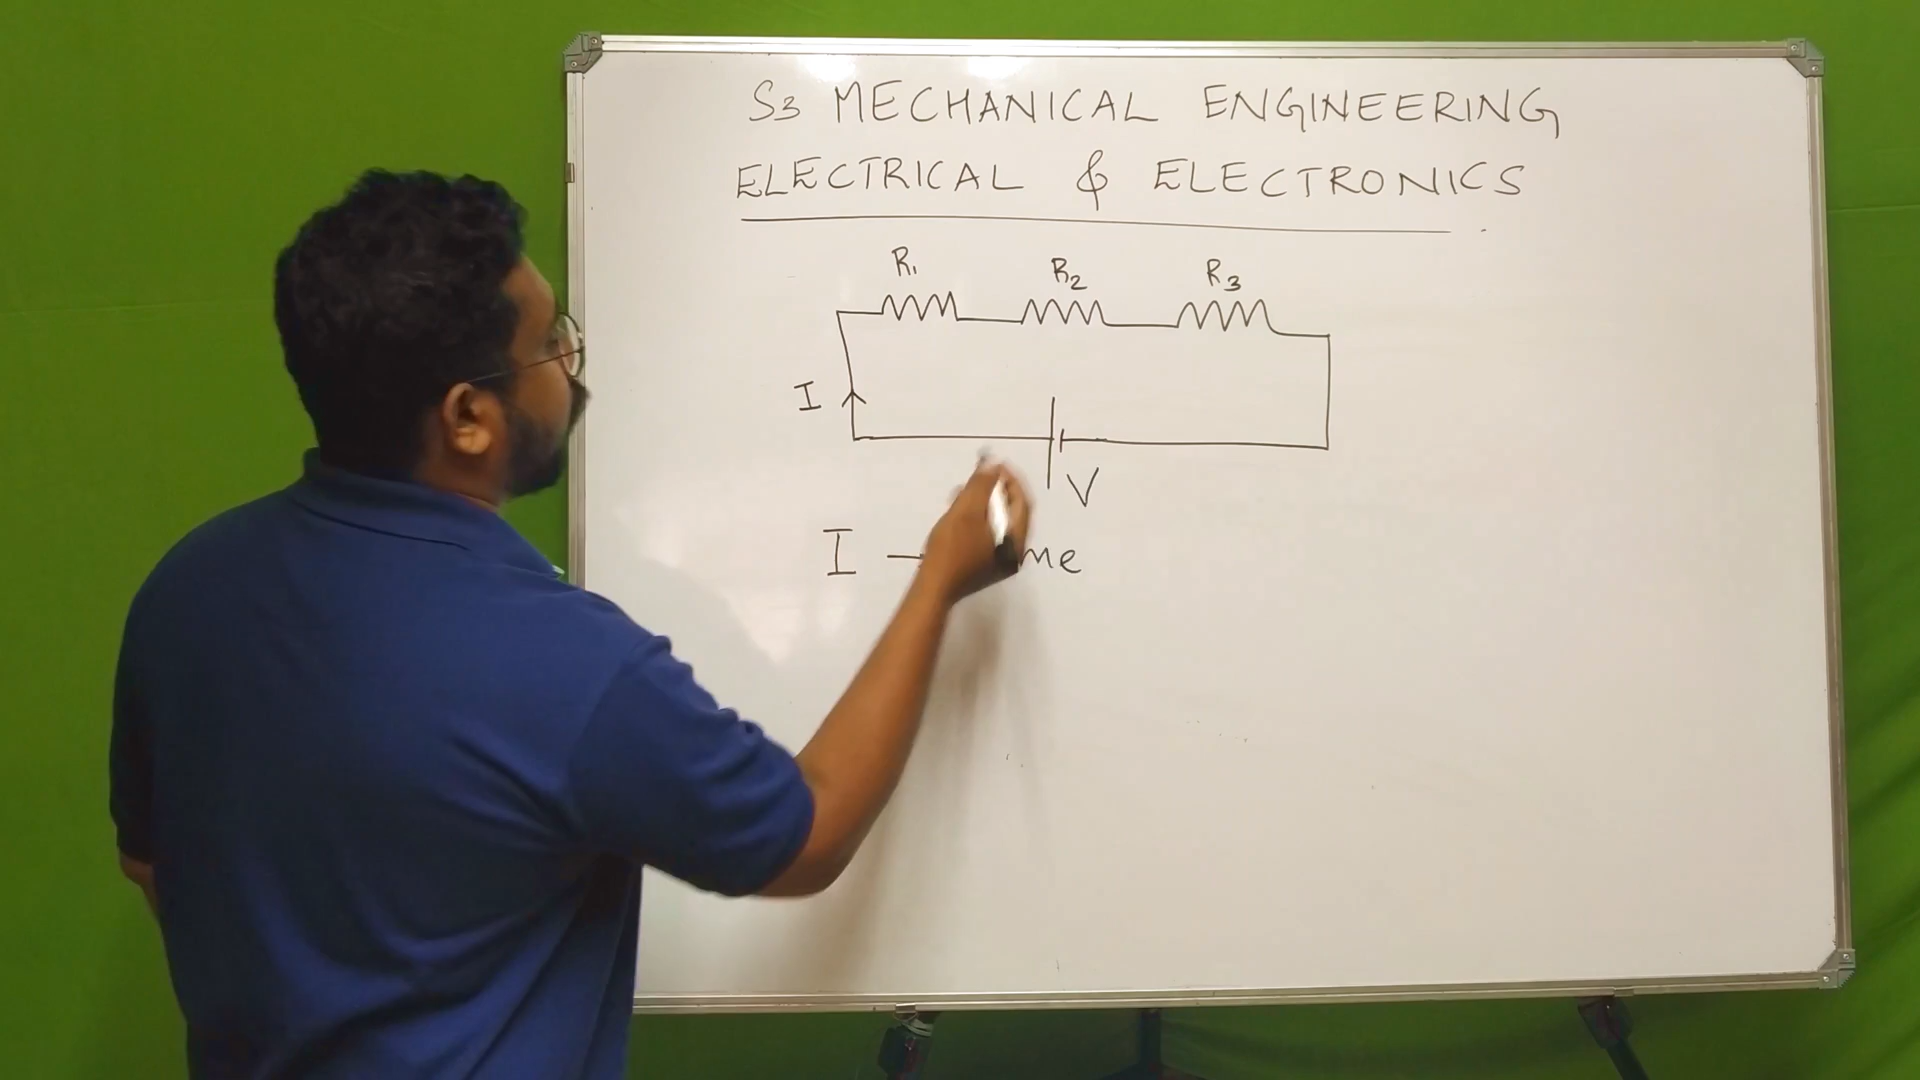 S3 MECHANICAL ENGINEERING
ELECTRICAL & ELECTRONICS
R1 R2 R3
I
V
I →